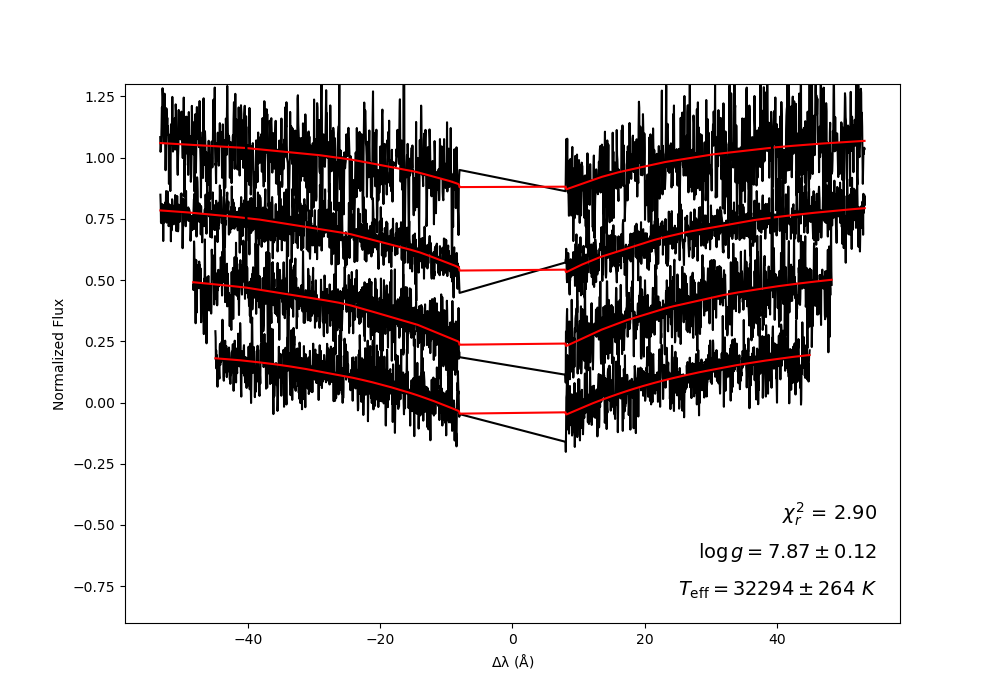 1.25
1.00
0.75
0.50
0.25
0.00
−0.25
−0.50
−0.75
Normalized Flux
χ²ᵣ = 2.90
log g = 7.87 ± 0.12
T_eff = 32294 ± 264 K
−40
−20
0
20
40
Δλ (Å)